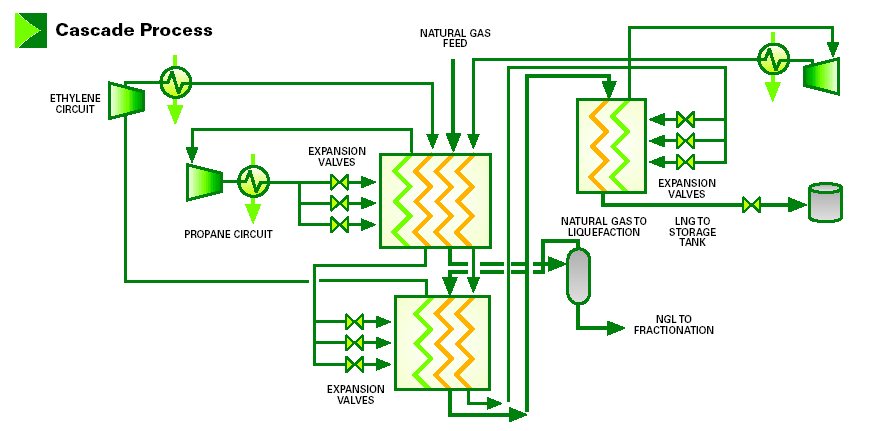 Cascade Process
NATURAL GAS
FEED
ETHYLENE
CIRCUIT
EXPANSION
VALVES
PROPANE CIRCUIT
EXPANSION
VALVES
NATURAL GAS TO
LIQUEFACTION
LNG TO
STORAGE
TANK
NGL TO
FRACTIONATION
EXPANSION
VALVES